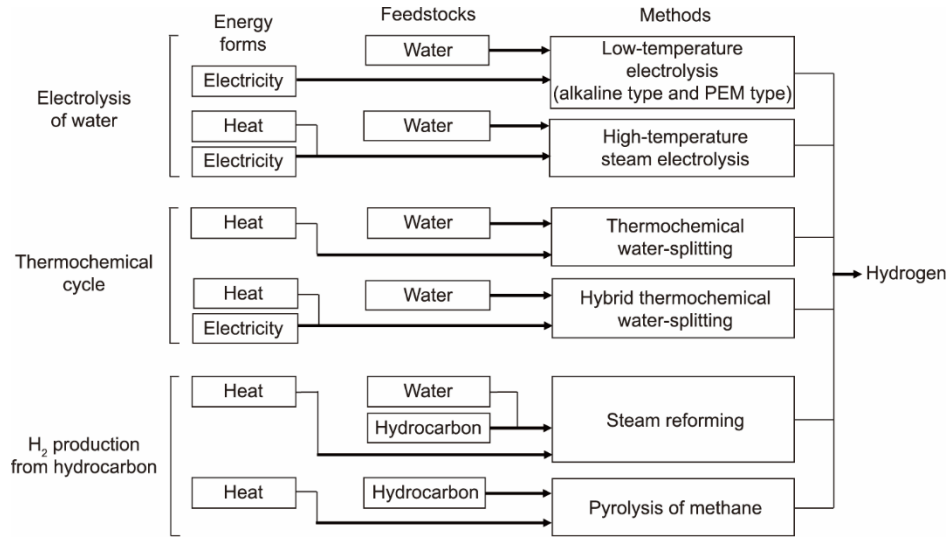 Energy
forms
Feedstocks
Methods
Electrolysis
of water
Electricity
Water
Low-temperature
electrolysis
(alkaline type and PEM type)
Heat
Electricity
Water
High-temperature
steam electrolysis
Thermochemical
cycle
Heat
Water
Thermochemical
water-splitting
Heat
Electricity
Water
Hybrid thermochemical
water-splitting
H₂ production
from hydrocarbon
Heat
Water
Hydrocarbon
Steam reforming
Heat
Hydrocarbon
Pyrolysis of methane
Hydrogen